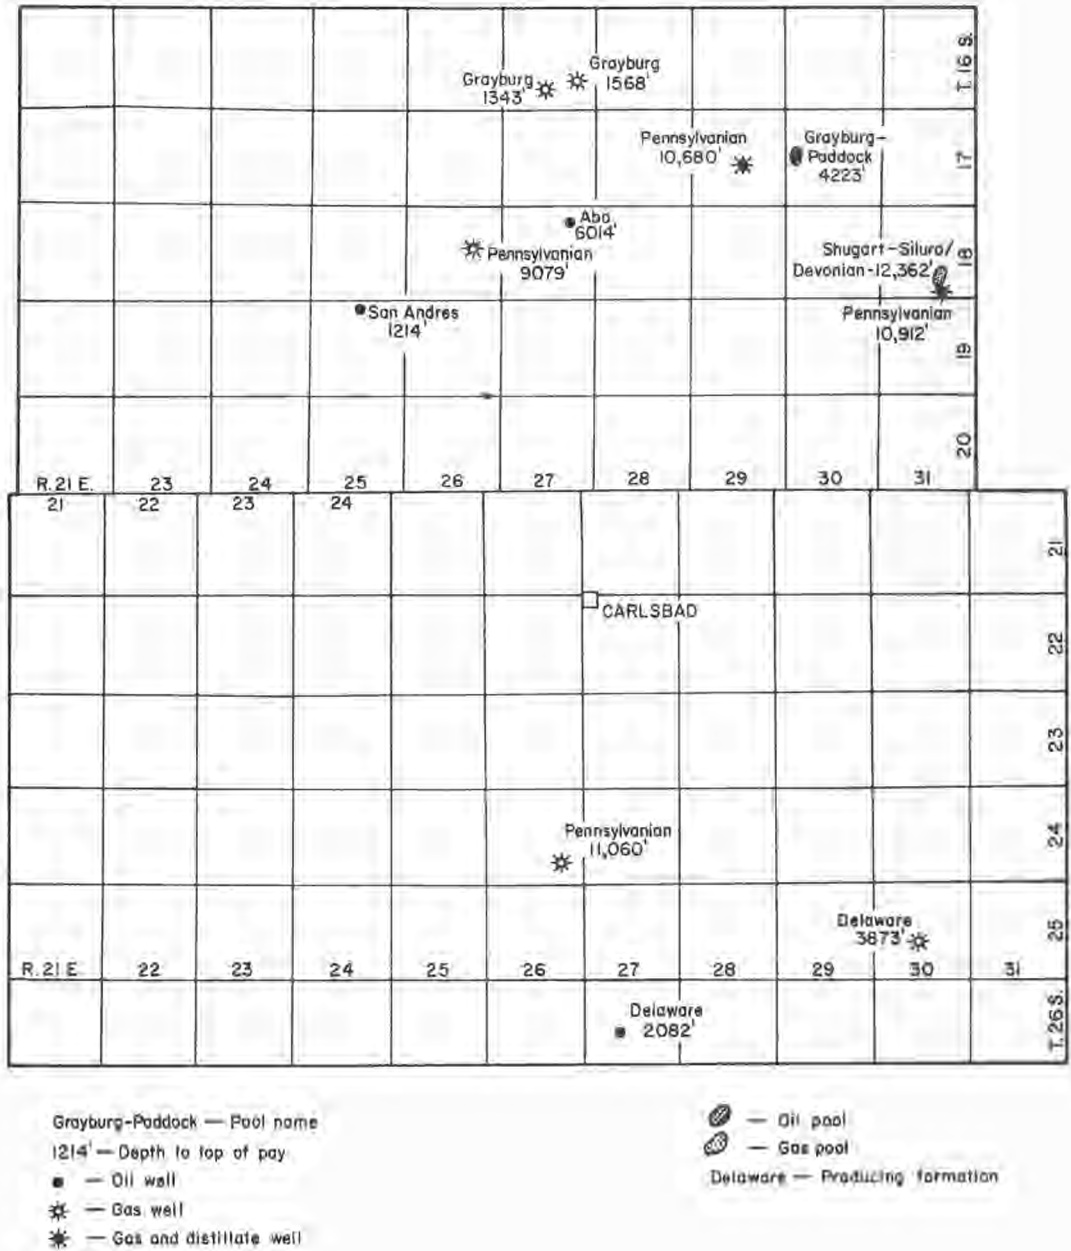 T. 16 S.
Grayburg
1568'
Grayburg
1343'
Pennsylvanian
10,680'
Grayburg-
Paddock
4223'
17
Abo
6014'
Pennsylvanian
9079'
Shugart-Siluro/
Devonian-12,362'
18
San Andres
1214'
Pennsylvanian
10,912'
19
20
R. 21 E. 23 24 25 26 27 28 29 30 31
21 22 23 24
21
CARLSBAD
22
23
Pennsylvanian
11,060'
24
Delaware
3873'
25
R. 21 E. 22 23 24 25 26 27 28 29 30 31
Delaware
2082'
T. 26 S.
Grayburg-Paddock — Pool name
1214' — Depth to top of pay
— Oil well
— Gas well
— Gas and distillate well
— Oil pool
— Gas pool
Delaware — Producing formation